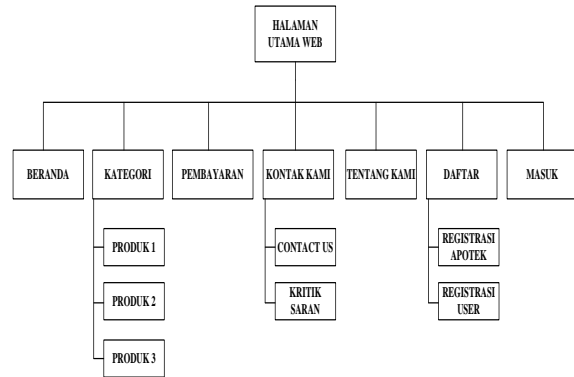 HALAMAN
UTAMA WEB
BERANDA
KATEGORI
PEMBAYARAN
KONTAK KAMI
TENTANG KAMI
DAFTAR
MASUK
PRODUK 1
PRODUK 2
PRODUK 3
CONTACT US
KRITIK
SARAN
REGISTRASI
APOTEK
REGISTRASI
USER